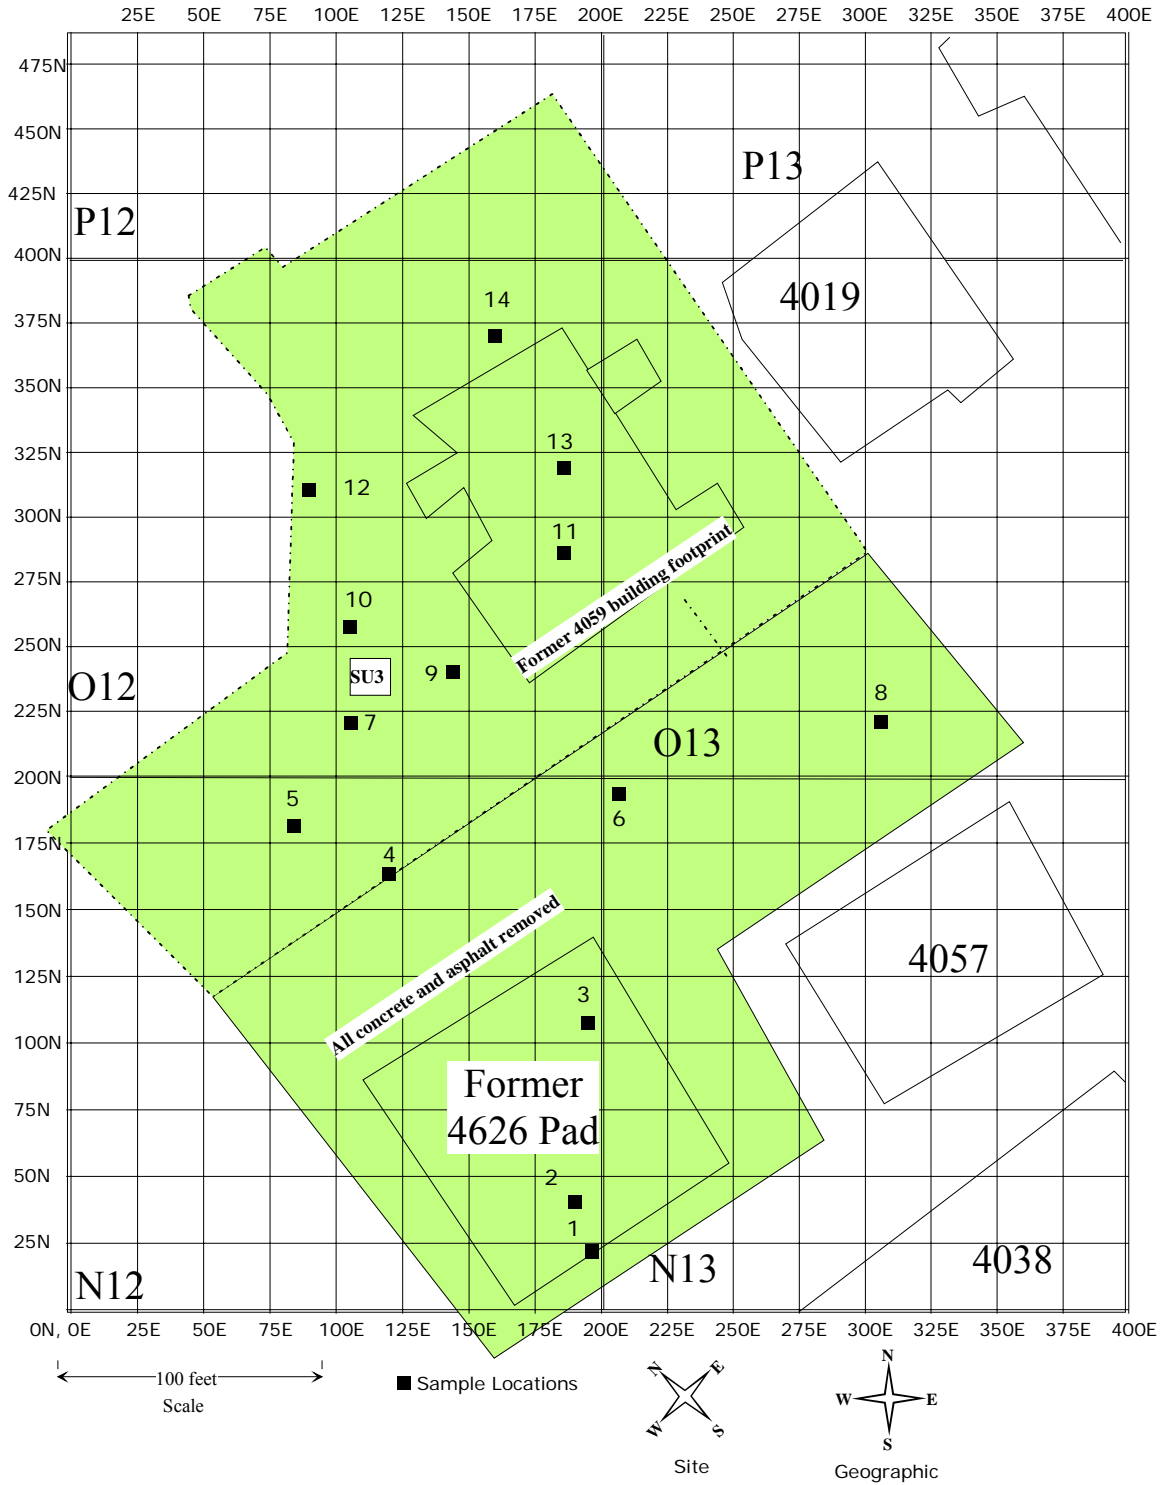 25E 50E 75E 100E 125E 150E 175E 200E 225E 250E 275E 300E 325E 350E 375E 400E
475N
450N
P13
425N
P12
400N
4019
14
375N
350N
13
325N
12
300N
11
Former 4059 building footprint
275N
10
250N
SU3
9
O12
8
225N
7
O13
200N
5
6
175N
4
150N
All concrete and asphalt removed
4057
125N
3
100N
Former
4626 Pad
75N
50N
2
1
25N
N13
4038
N12
0N, 0E 25E 50E 75E 100E 125E 150E 175E 200E 225E 250E 275E 300E 325E 350E 375E 400E
100 feet
Scale
Sample Locations
N E
W S
Site
N
W E
S
Geographic